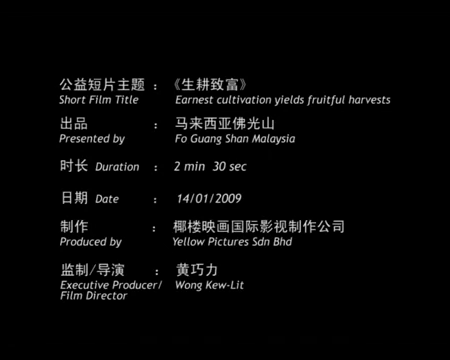 公益短片主题 ：《生耕致富》
Short Film Title Earnest cultivation yields fruitful harvests
出品 ： 马来西亚佛光山
Presented by Fo Guang Shan Malaysia
时长 Duration ： 2 min 30 sec
日期 Date ： 14/01/2009
制作 ： 椰楼映画国际影视制作公司
Produced by Yellow Pictures Sdn Bhd
监制/导演 ： 黄巧力
Executive Producer/ Wong Kew-Lit
Film Director